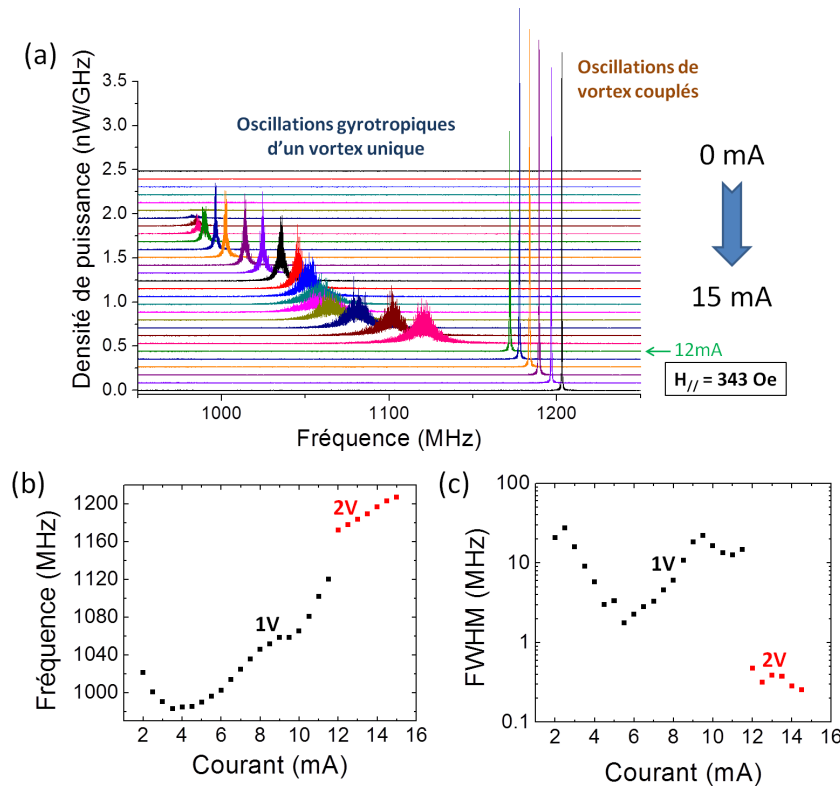 (a)
Densité de puissance (nW/GHz)
3.5
3.0
2.5
2.0
1.5
1.0
0.5
0.0
Oscillations gyrotropiques
d'un vortex unique
Oscillations de
vortex couplés
0 mA
15 mA
12mA
H// = 343 Oe
1000
1100
1200
Fréquence (MHz)
(b)
Fréquence (MHz)
1200
1160
1120
1080
1040
1000
1V
2V
2 4 6 8 10 12 14 16
Courant (mA)
(c)
FWHM (MHz)
100
10
1
0.1
1V
2V
2 4 6 8 10 12 14 16
Courant (mA)